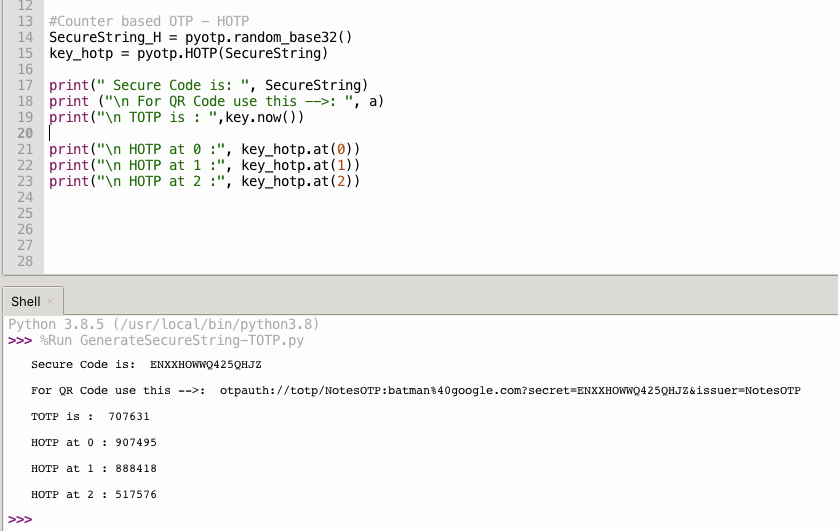 12
13 #Counter based OTP - HOTP
14 SecureString_H = pyotp.random_base32()
15 key_hotp = pyotp.HOTP(SecureString)
16
17 print(" Secure Code is: ", SecureString)
18 print ("\n For QR Code use this -->: ", a)
19 print("\n TOTP is : ",key.now())
20
21 print("\n HOTP at 0 :", key_hotp.at(0))
22 print("\n HOTP at 1 :", key_hotp.at(1))
23 print("\n HOTP at 2 :", key_hotp.at(2))
24
25
26
27
28
Shell ×
Python 3.8.5 (/usr/local/bin/python3.8)
>>> %Run GenerateSecureString-TOTP.py
Secure Code is:  ENXXHOWWQ425QHJZ
For QR Code use this -->:  otpauth://totp/NotesOTP:batman%40google.com?secret=ENXXHOWWQ425QHJZ&issuer=NotesOTP
TOTP is :  707631
HOTP at 0 : 907495
HOTP at 1 : 888418
HOTP at 2 : 517576
>>>